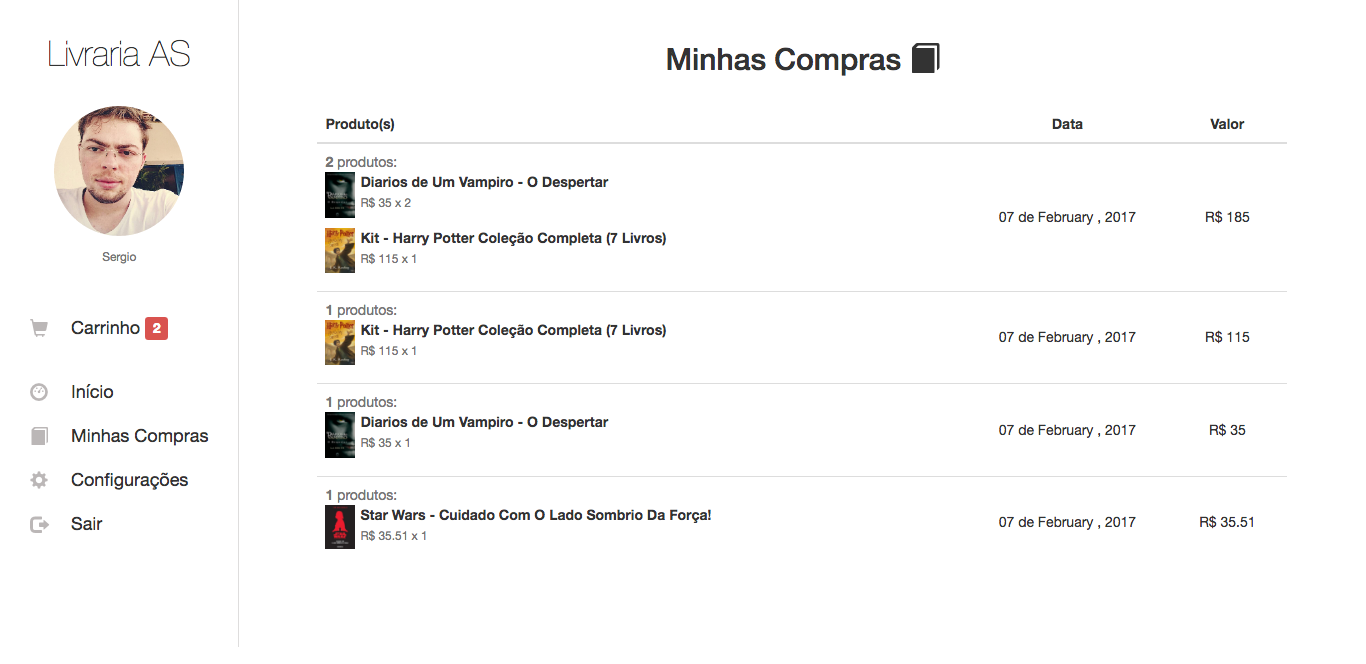 Livraria AS
Sergio
Carrinho 2
Início
Minhas Compras
Configurações
Sair
Minhas Compras
Produto(s) Data Valor
2 produtos:
Diarios de Um Vampiro - O Despertar
R$ 35 x 2
07 de February , 2017 R$ 185
Kit - Harry Potter Coleção Completa (7 Livros)
R$ 115 x 1
1 produtos:
Kit - Harry Potter Coleção Completa (7 Livros)
07 de February , 2017 R$ 115
R$ 115 x 1
1 produtos:
Diarios de Um Vampiro - O Despertar
07 de February , 2017 R$ 35
R$ 35 x 1
1 produtos:
Star Wars - Cuidado Com O Lado Sombrio Da Força!
07 de February , 2017 R$ 35.51
R$ 35.51 x 1